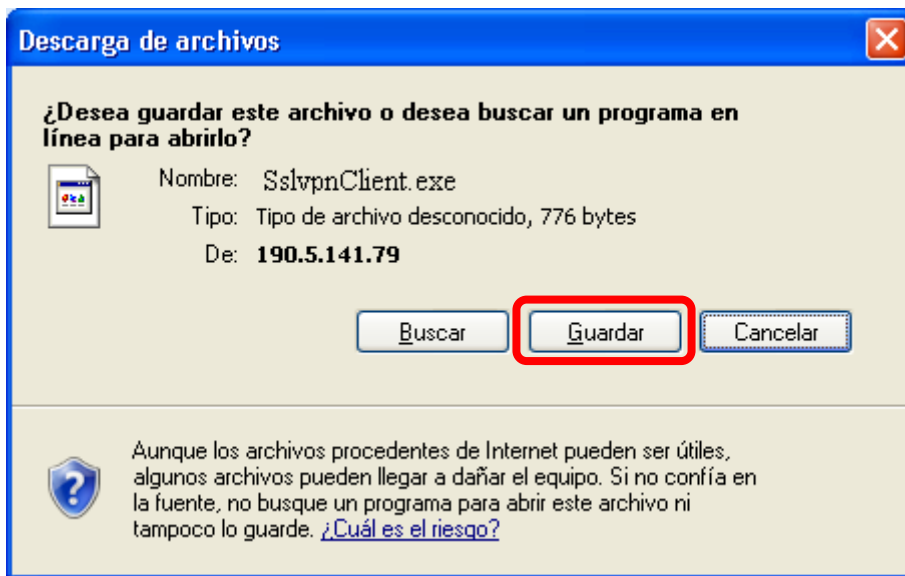 Descarga de archivos
¿Desea guardar este archivo o desea buscar un programa en
línea para abrirlo?
Nombre: SslvpnClient.exe
Tipo: Tipo de archivo desconocido, 776 bytes
De: 190.5.141.79
Buscar Guardar Cancelar
Aunque los archivos procedentes de Internet pueden ser útiles,
algunos archivos pueden llegar a dañar el equipo. Si no confía en
la fuente, no busque un programa para abrir este archivo ni
tampoco lo guarde. ¿Cuál es el riesgo?